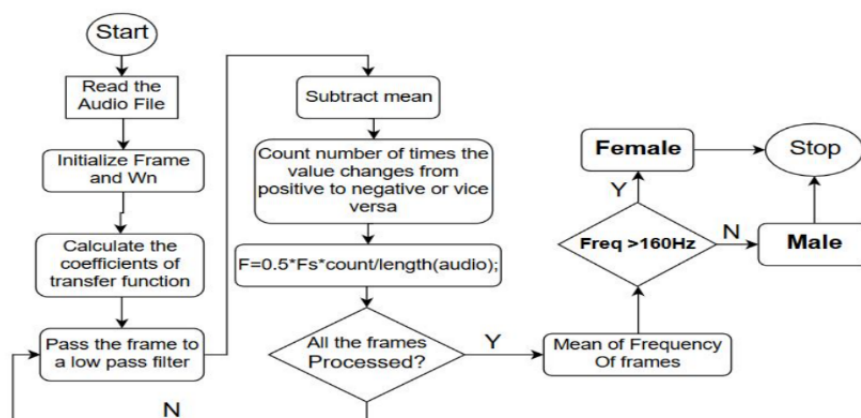 Start
Read the
Audio File
Initialize Frame
and Wn
Calculate the
coefficients of
transfer function
Pass the frame to
a low pass filter
Subtract mean
Count number of times the
value changes from
positive to negative or vice
versa
F=0.5*Fs*count/length(audio);
All the frames
Processed?
N
Y
Mean of Frequency
Of frames
Freq >160Hz
Y
Female
N
Male
Stop